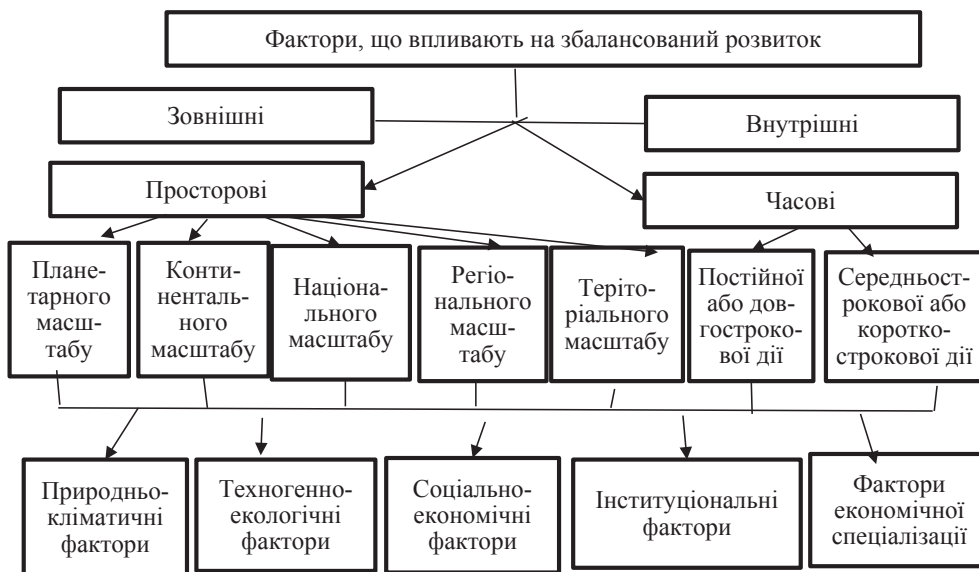 Фактори, що впливають на збалансований розвиток
Зовнішні
Внутрішні
Просторові
Часові
Плане-
тарного
масш-
табу
Конти-
ненталь-
ного
масштабу
Націона-
льного
масштабу
Регіо-
нального
масш-
табу
Теріто-
ріального
масштабу
Постійної
або дов-
гостроко-
вої дії
Середньост-
рокової або
коротко-
строкової дії
Природньо-
кліматичні
фактори
Техногенно-
екологічні
фактори
Соціально-
економічні
фактори
Інституціональні
фактори
Фактори
економічної
спеціалізації